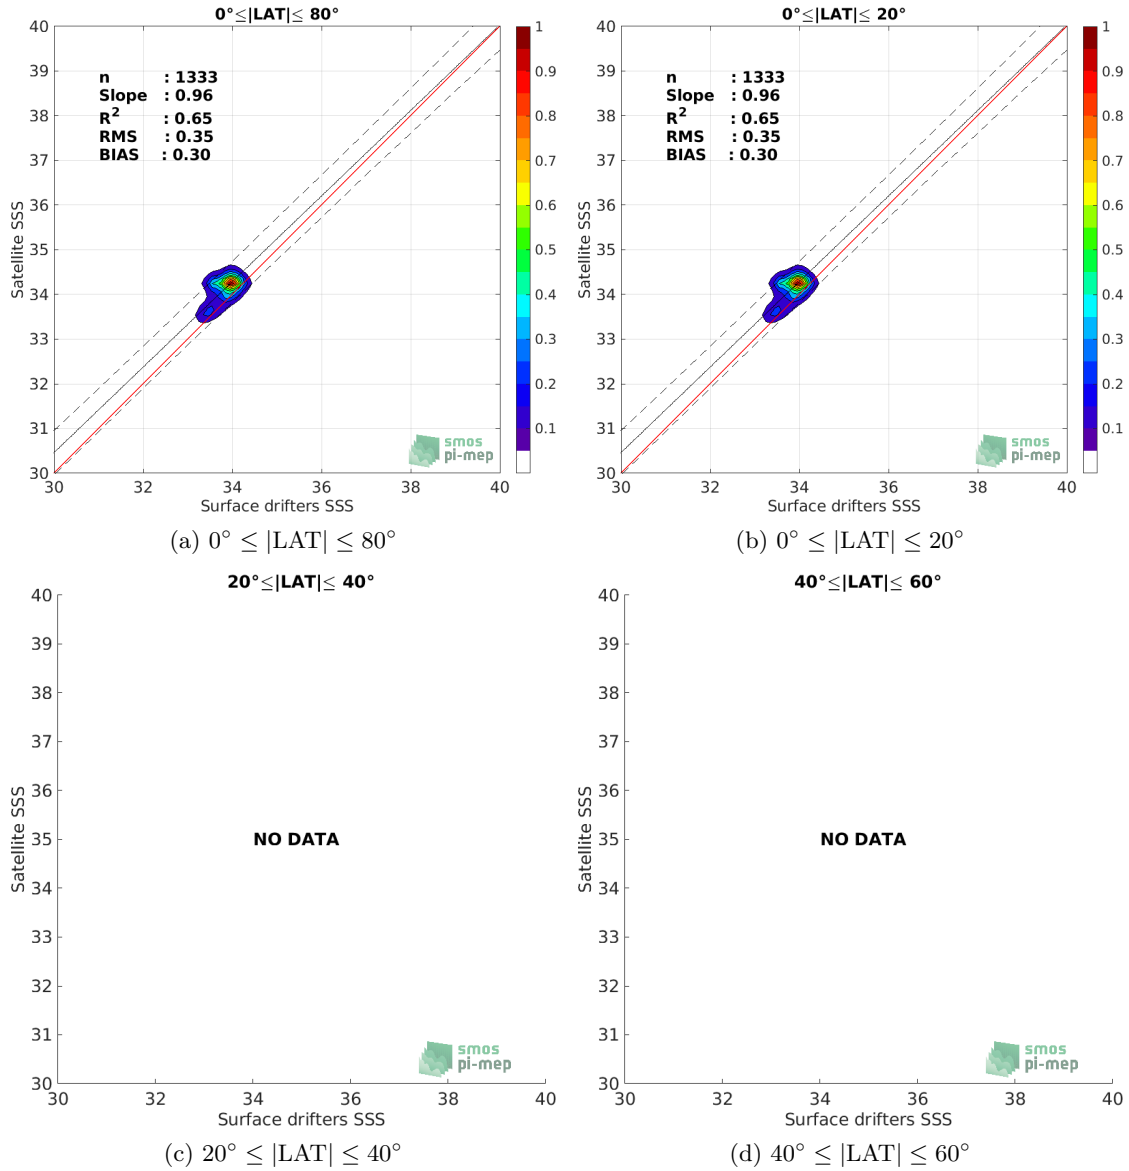 0°≤|LAT|≤ 80°
40
39
38
37
36
35
34
33
32
31
30
Satellite SSS
n : 1333
Slope : 0.96
R² : 0.65
RMS : 0.35
BIAS : 0.30
1
0.9
0.8
0.7
0.6
0.5
0.4
0.3
0.2
0.1
smos
pi-mep
30 32 34 36 38 40
Surface drifters SSS
(a) 0° ≤ |LAT| ≤ 80°
0°≤|LAT|≤ 20°
40
39
38
37
36
35
34
33
32
31
30
Satellite SSS
n : 1333
Slope : 0.96
R² : 0.65
RMS : 0.35
BIAS : 0.30
1
0.9
0.8
0.7
0.6
0.5
0.4
0.3
0.2
0.1
smos
pi-mep
30 32 34 36 38 40
Surface drifters SSS
(b) 0° ≤ |LAT| ≤ 20°
20°≤|LAT|≤ 40°
40
39
38
37
36
35
34
33
32
31
30
Satellite SSS
NO DATA
smos
pi-mep
30 32 34 36 38 40
Surface drifters SSS
(c) 20° ≤ |LAT| ≤ 40°
40°≤|LAT|≤ 60°
40
39
38
37
36
35
34
33
32
31
30
Satellite SSS
NO DATA
smos
pi-mep
30 32 34 36 38 40
Surface drifters SSS
(d) 40° ≤ |LAT| ≤ 60°